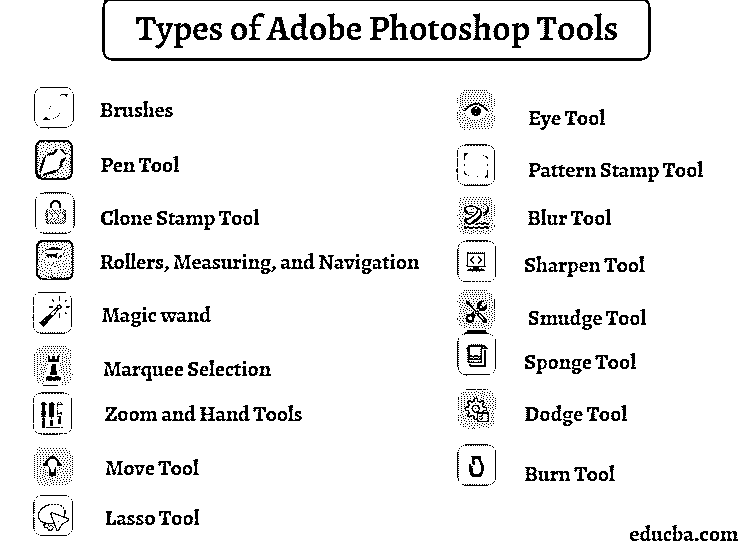 Types of Adobe Photoshop Tools
Brushes
Pen Tool
Clone Stamp Tool
Rollers, Measuring, and Navigation
Magic wand
Marquee Selection
Zoom and Hand Tools
Move Tool
Lasso Tool
Eye Tool
Pattern Stamp Tool
Blur Tool
Sharpen Tool
Smudge Tool
Sponge Tool
Dodge Tool
Burn Tool
educba.com